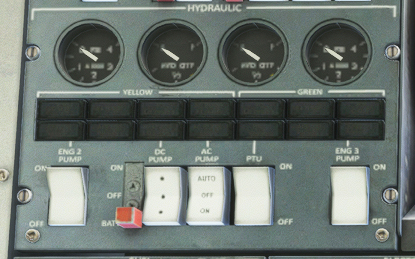 HYDRAULIC
YELLOW GREEN
ENG 2 PUMP DC PUMP AC PUMP PTU ENG 3 PUMP
ON ON AUTO ON ON
OFF OFF
OFF BAT ON OFF OFF